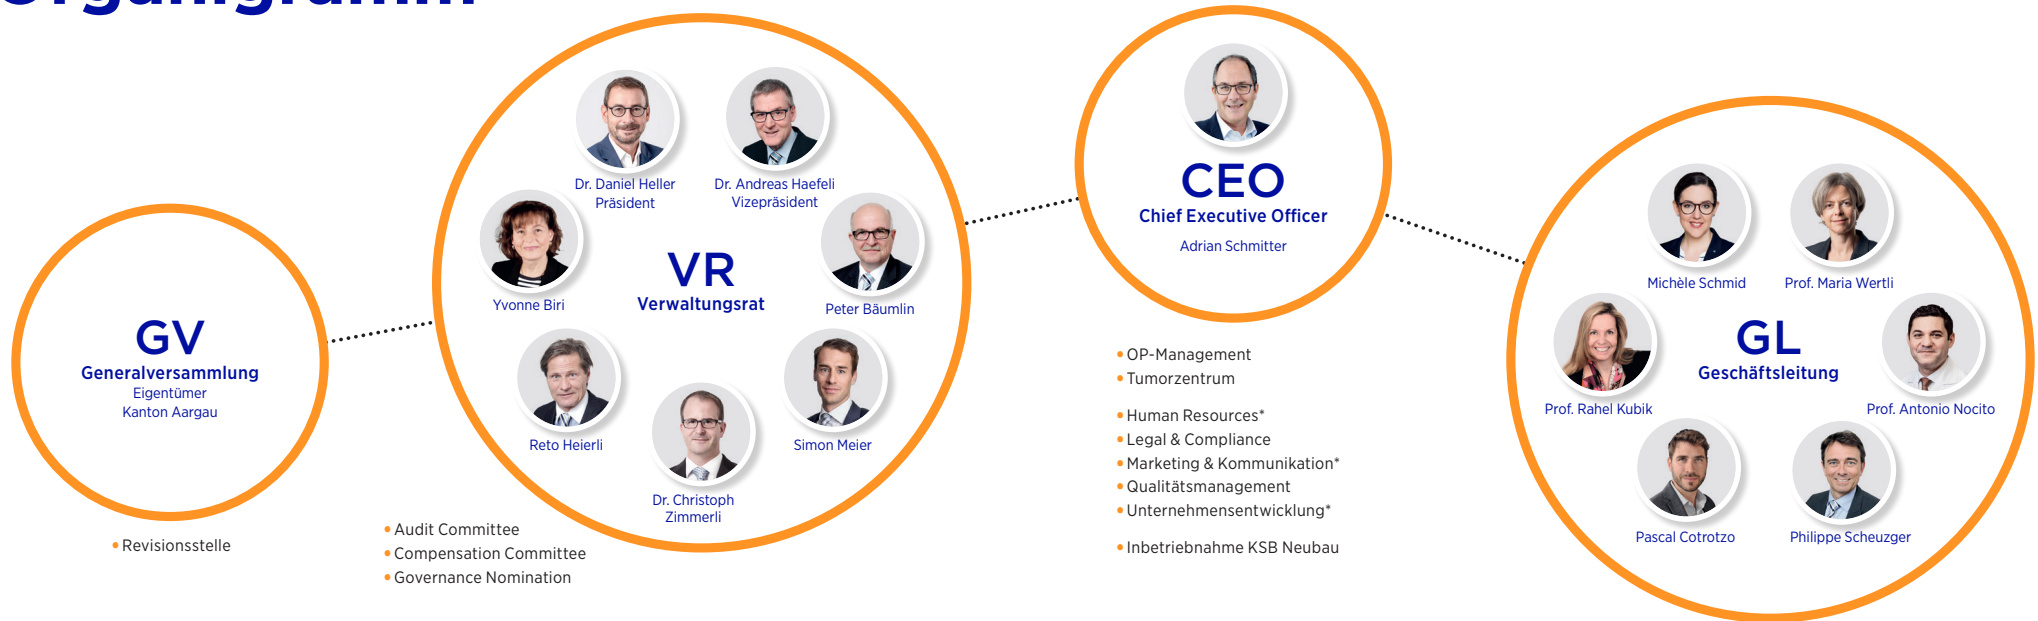 Organigramm
GV
Generalversammlung
Eigentümer
Kanton Aargau
• Revisionsstelle
Dr. Daniel Heller
Präsident
Dr. Andreas Haefeli
Vizepräsident
Yvonne Biri
VR
Verwaltungsrat
Peter Bäumlin
Reto Heierli
Simon Meier
Dr. Christoph
Zimmerli
• Audit Committee
• Compensation Committee
• Governance Nomination
CEO
Chief Executive Officer
Adrian Schmitter
• OP-Management
• Tumorzentrum
• Human Resources*
• Legal & Compliance
• Marketing & Kommunikation*
• Qualitätsmanagement
• Unternehmensentwicklung*
• Inbetriebnahme KSB Neubau
Michèle Schmid
Prof. Maria Wertli
GL
Geschäftsleitung
Prof. Rahel Kubik
Prof. Antonio Nocito
Pascal Cotrotzo
Philippe Scheuzger